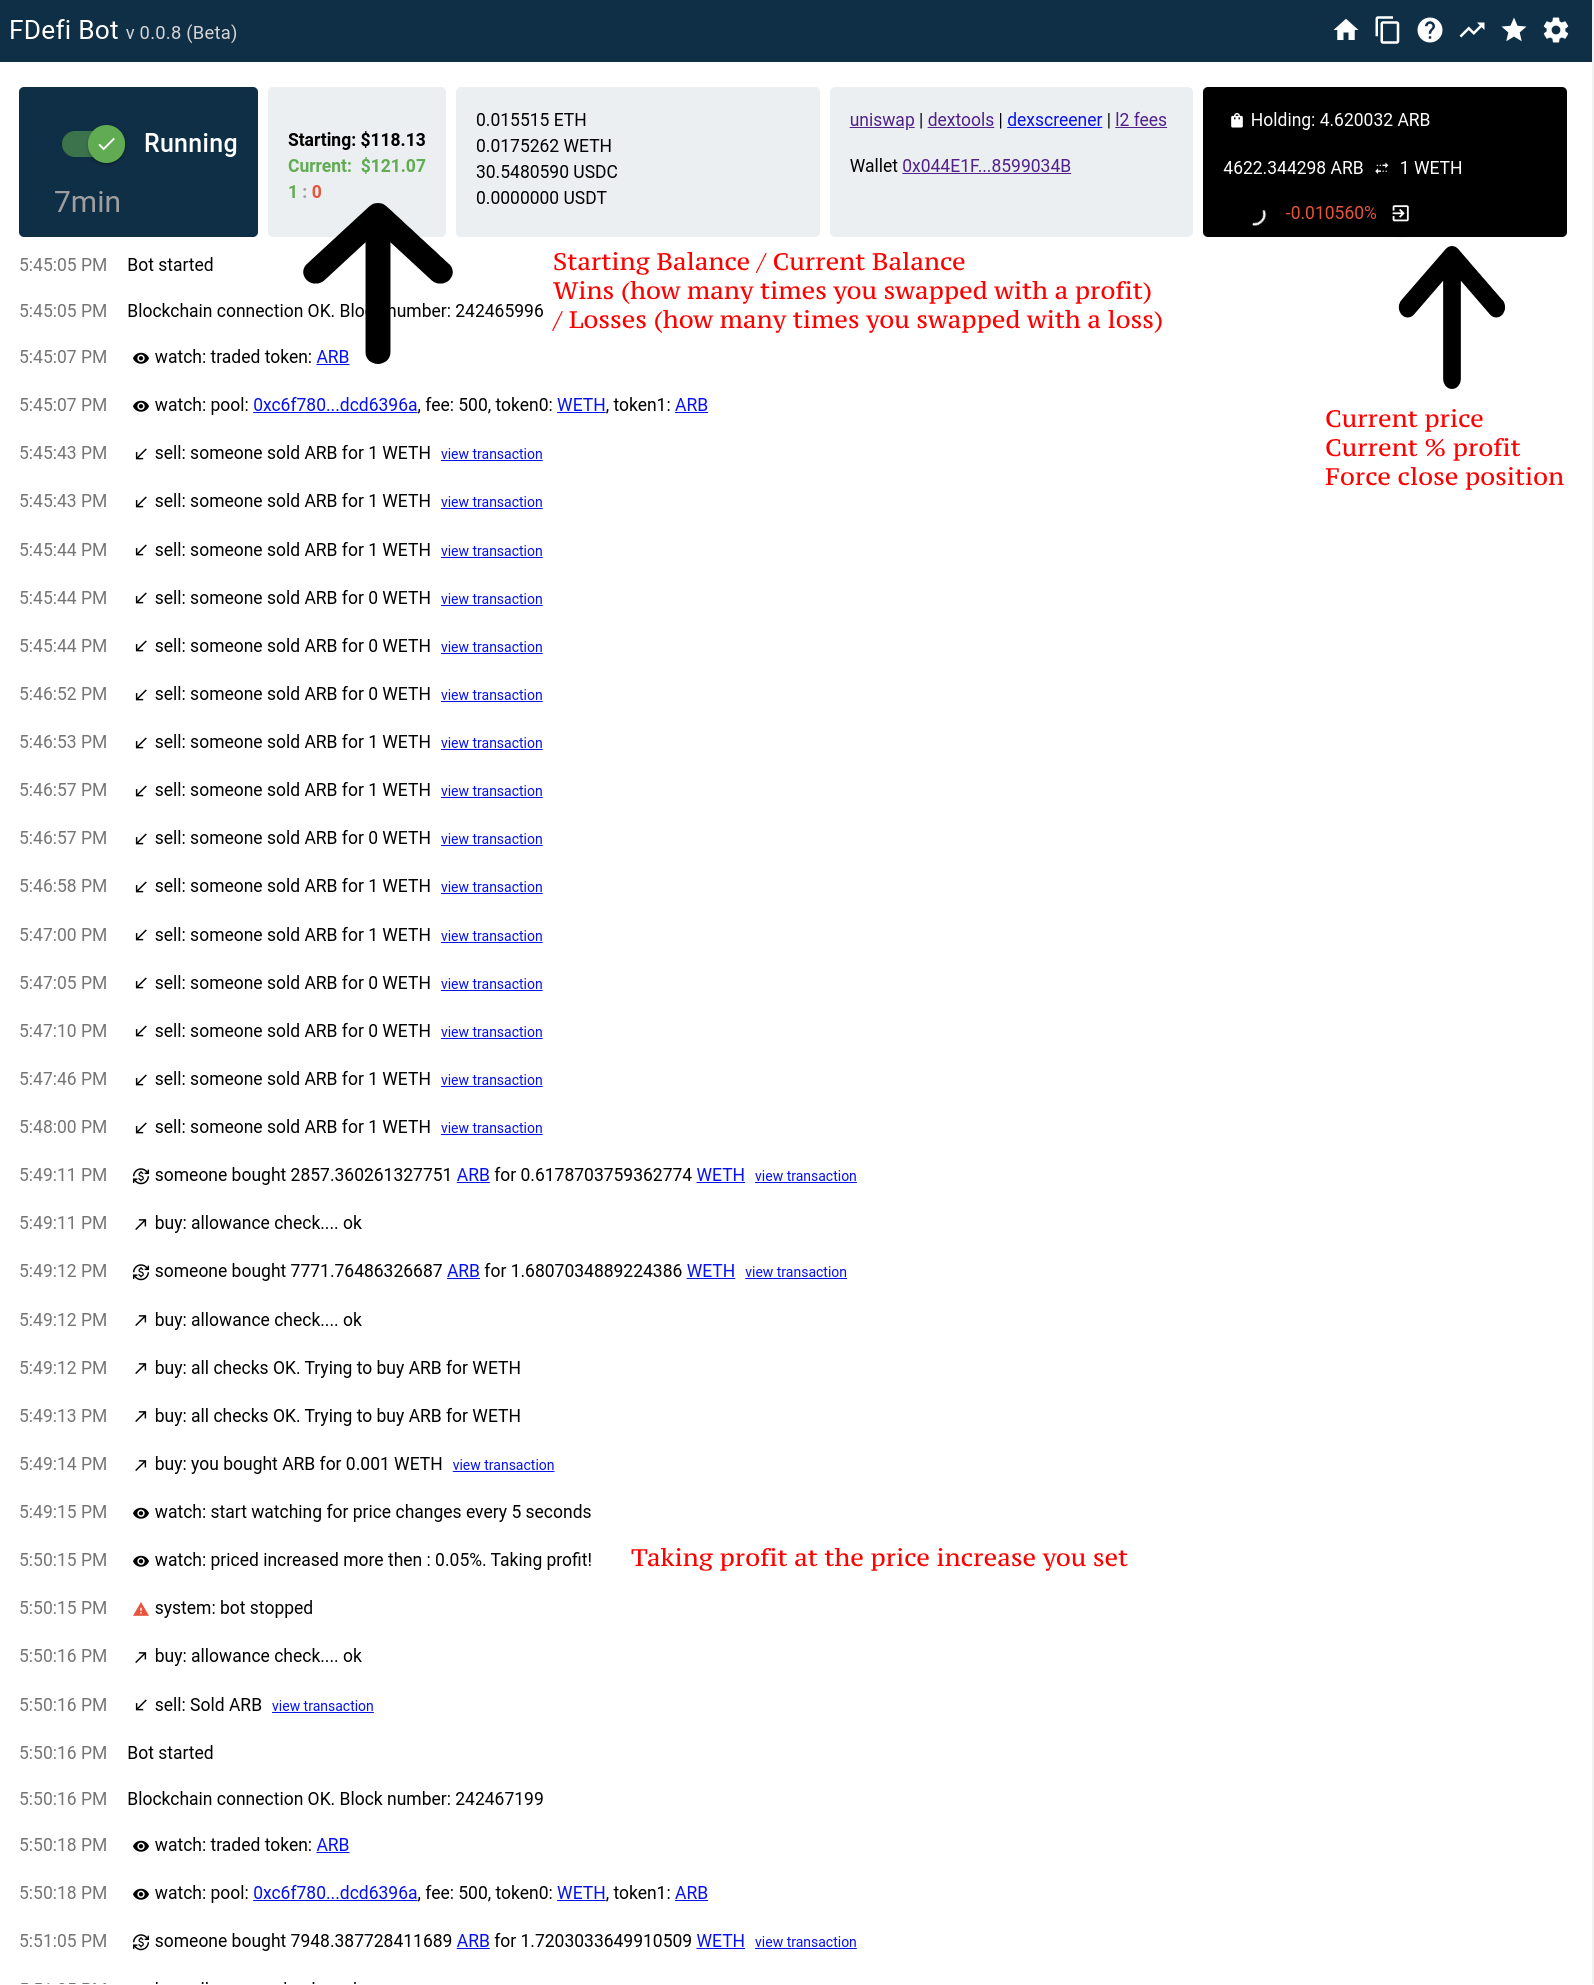 FDefi Bot v 0.0.8 (Beta)
Running
7min
Starting: $118.13
Current: $121.07
1 : 0
0.015515 ETH
0.0175262 WETH
30.5480590 USDC
0.0000000 USDT
uniswap | dextools | dexscreener | l2 fees
Wallet 0x044E1F...8599034B
Holding: 4.620032 ARB
4622.344298 ARB 1 WETH
-0.010560%
Starting Balance / Current Balance
Wins (how many times you swapped with a profit)
/ Losses (how many times you swapped with a loss)
Current price
Current % profit
Force close position
5:45:05 PM Bot started
5:45:05 PM Blockchain connection OK. Blo number: 242465996
5:45:07 PM watch: traded token: ARB
5:45:07 PM watch: pool: 0xc6f780...dcd6396a, fee: 500, token0: WETH, token1: ARB
5:45:43 PM sell: someone sold ARB for 1 WETH view transaction
5:45:43 PM sell: someone sold ARB for 1 WETH view transaction
5:45:44 PM sell: someone sold ARB for 1 WETH view transaction
5:45:44 PM sell: someone sold ARB for 0 WETH view transaction
5:45:44 PM sell: someone sold ARB for 0 WETH view transaction
5:46:52 PM sell: someone sold ARB for 0 WETH view transaction
5:46:53 PM sell: someone sold ARB for 1 WETH view transaction
5:46:57 PM sell: someone sold ARB for 1 WETH view transaction
5:46:57 PM sell: someone sold ARB for 0 WETH view transaction
5:46:58 PM sell: someone sold ARB for 1 WETH view transaction
5:47:00 PM sell: someone sold ARB for 1 WETH view transaction
5:47:05 PM sell: someone sold ARB for 0 WETH view transaction
5:47:10 PM sell: someone sold ARB for 0 WETH view transaction
5:47:46 PM sell: someone sold ARB for 1 WETH view transaction
5:48:00 PM sell: someone sold ARB for 1 WETH view transaction
5:49:11 PM someone bought 2857.360261327751 ARB for 0.6178703759362774 WETH view transaction
5:49:11 PM buy: allowance check.... ok
5:49:12 PM someone bought 7771.76486326687 ARB for 1.6807034889224386 WETH view transaction
5:49:12 PM buy: allowance check.... ok
5:49:12 PM buy: all checks OK. Trying to buy ARB for WETH
5:49:13 PM buy: all checks OK. Trying to buy ARB for WETH
5:49:14 PM buy: you bought ARB for 0.001 WETH view transaction
5:49:15 PM watch: start watching for price changes every 5 seconds
5:50:15 PM watch: priced increased more then : 0.05%. Taking profit! Taking profit at the price increase you set
5:50:15 PM system: bot stopped
5:50:16 PM buy: allowance check.... ok
5:50:16 PM sell: Sold ARB view transaction
5:50:16 PM Bot started
5:50:16 PM Blockchain connection OK. Block number: 242467199
5:50:18 PM watch: traded token: ARB
5:50:18 PM watch: pool: 0xc6f780...dcd6396a, fee: 500, token0: WETH, token1: ARB
5:51:05 PM someone bought 7948.387728411689 ARB for 1.7203033649910509 WETH view transaction